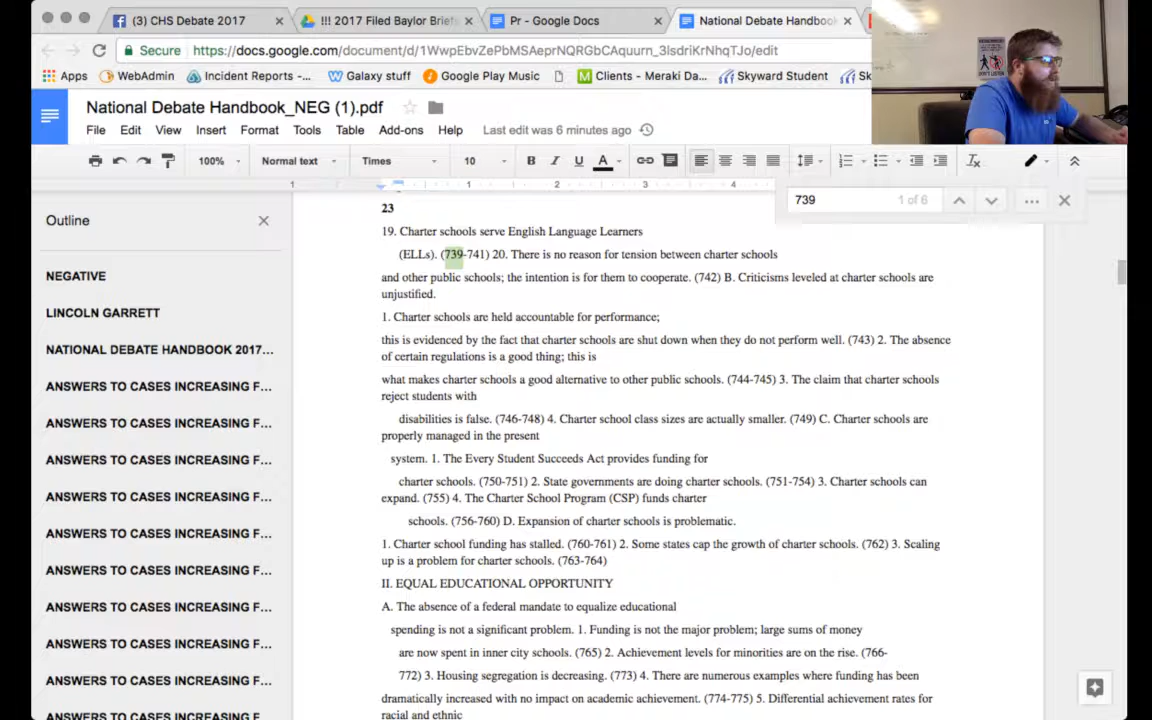 (3) CHS Debate 2017
!!! 2017 Filed Baylor Briefs
Pr - Google Docs
National Debate Handbook
Secure https://docs.google.com/document/d/1WwpEbvZePbMSAeprNQRGbCAquurn_3lsdriKrNhqTJo/edit
Apps WebAdmin Incident Reports -... Galaxy stuff Google Play Music Clients - Meraki Da... Skyward Student Sk
National Debate Handbook_NEG (1).pdf
File Edit View Insert Format Tools Table Add-ons Help Last edit was 6 minutes ago
100% Normal text Times 10 B I U A
1 1 2 3 4
739 1 of 6
Outline
NEGATIVE
LINCOLN GARRETT
NATIONAL DEBATE HANDBOOK 2017...
ANSWERS TO CASES INCREASING F...
ANSWERS TO CASES INCREASING F...
ANSWERS TO CASES INCREASING F...
ANSWERS TO CASES INCREASING F...
ANSWERS TO CASES INCREASING F...
ANSWERS TO CASES INCREASING F...
ANSWERS TO CASES INCREASING F...
ANSWERS TO CASES INCREASING F...
ANSWERS TO CASES INCREASING F...
ANSWERS TO CASES INCREASING F...
23
19. Charter schools serve English Language Learners
(ELLs). (739-741) 20. There is no reason for tension between charter schools
and other public schools; the intention is for them to cooperate. (742) B. Criticisms leveled at charter schools are
unjustified.
1. Charter schools are held accountable for performance;
this is evidenced by the fact that charter schools are shut down when they do not perform well. (743) 2. The absence
of certain regulations is a good thing; this is
what makes charter schools a good alternative to other public schools. (744-745) 3. The claim that charter schools
reject students with
disabilities is false. (746-748) 4. Charter school class sizes are actually smaller. (749) C. Charter schools are
properly managed in the present
system. 1. The Every Student Succeeds Act provides funding for
charter schools. (750-751) 2. State governments are doing charter schools. (751-754) 3. Charter schools can
expand. (755) 4. The Charter School Program (CSP) funds charter
schools. (756-760) D. Expansion of charter schools is problematic.
1. Charter school funding has stalled. (760-761) 2. Some states cap the growth of charter schools. (762) 3. Scaling
up is a problem for charter schools. (763-764)
II. EQUAL EDUCATIONAL OPPORTUNITY
A. The absence of a federal mandate to equalize educational
spending is not a significant problem. 1. Funding is not the major problem; large sums of money
are now spent in inner city schools. (765) 2. Achievement levels for minorities are on the rise. (766-
772) 3. Housing segregation is decreasing. (773) 4. There are numerous examples where funding has been
dramatically increased with no impact on academic achievement. (774-775) 5. Differential achievement rates for
racial and ethnic